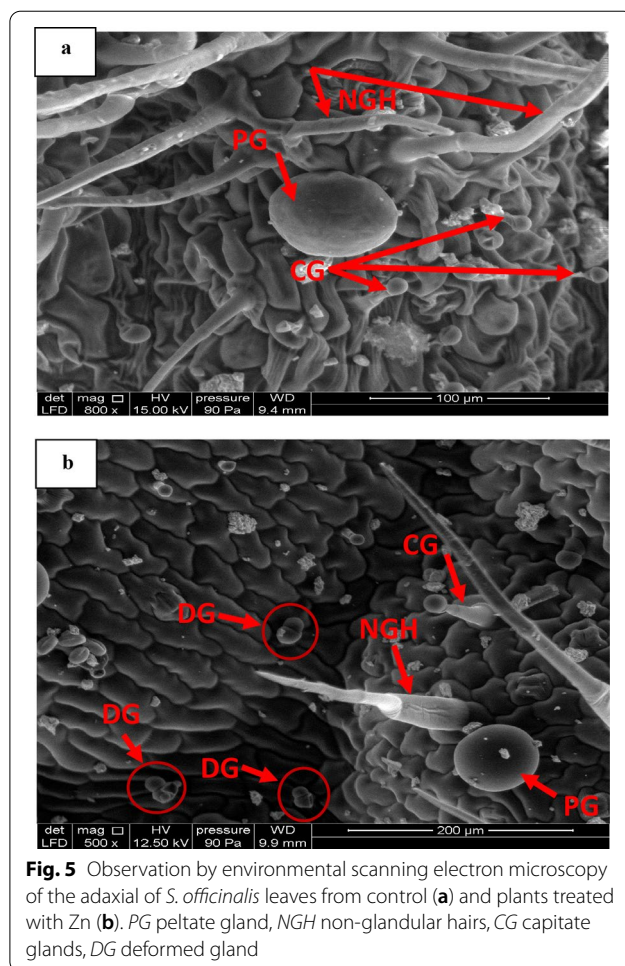 a
NGH
PG
CG
det mag □ HV pressure WD
LFD 800 x 15.00 kV 90 Pa 9.4 mm
100 µm
b
CG
DG
NGH
DG
DG
PG
det mag □ HV pressure WD
LFD 500 x 12.50 kV 90 Pa 9.9 mm
200 µm
Fig. 5 Observation by environmental scanning electron microscopy
of the adaxial of S. officinalis leaves from control (a) and plants treated
with Zn (b). PG peltate gland, NGH non-glandular hairs, CG capitate
glands, DG deformed gland